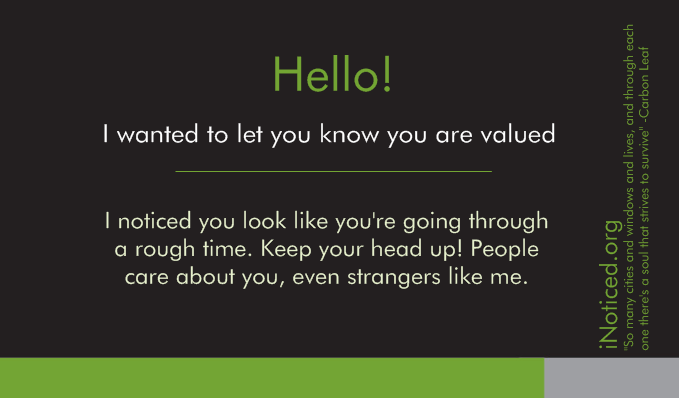 Hello!
I wanted to let you know you are valued
I noticed you look like you're going through
a rough time. Keep your head up! People
care about you, even strangers like me.
iNoticed.org
"So many cities and windows and lives, and through each
one there's a soul that strives to survive" -Carbon Leaf